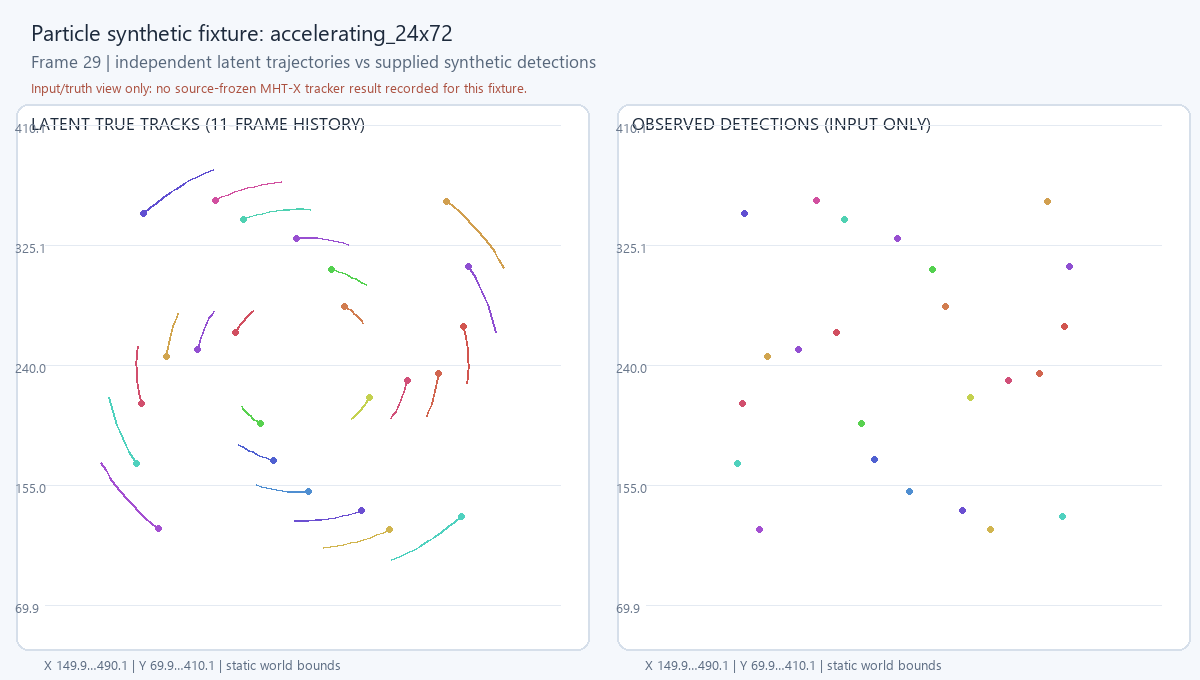 Particle synthetic fixture: accelerating_24x72
Frame 29 | independent latent trajectories vs supplied synthetic detections
Input/truth view only: no source-frozen MHT-X tracker result recorded for this fixture.
LATENT TRUE TRACKS (11-FRAME HISTORY)
410.1
325.1
240.0
155.0
69.9
X 149.9...490.1 | Y 69.9...410.1 | static world bounds
OBSERVED DETECTIONS (INPUT ONLY)
410.1
325.1
240.0
155.0
69.9
X 149.9...490.1 | Y 69.9...410.1 | static world bounds